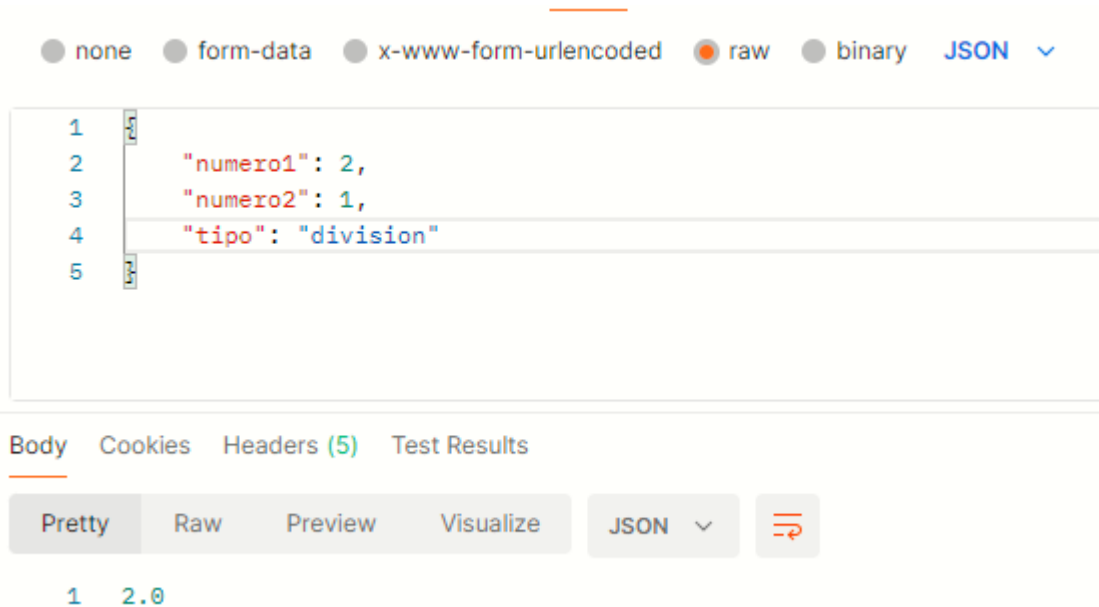 none form-data x-www-form-urlencoded raw binary JSON
1 {
2 "numero1": 2,
3 "numero2": 1,
4 "tipo": "division"
5 }
Body Cookies Headers (5) Test Results
Pretty Raw Preview Visualize JSON
1 2.0